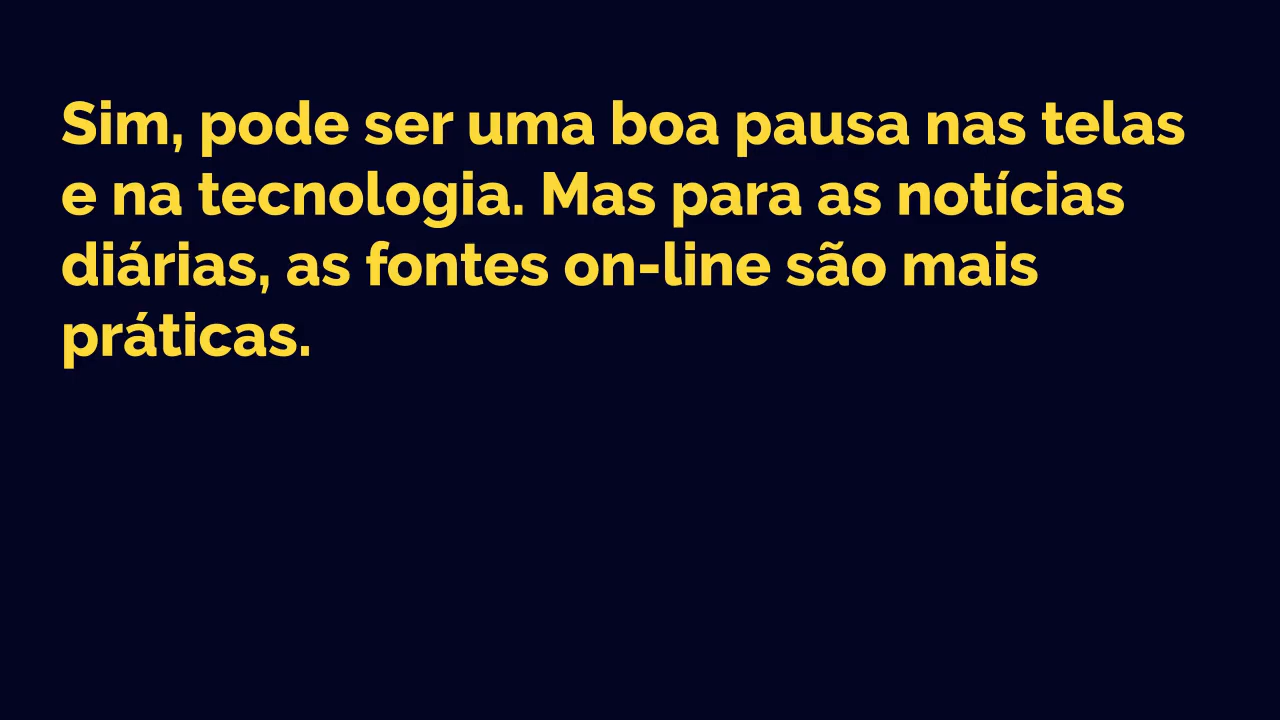 Sim, pode ser uma boa pausa nas telas
e na tecnologia. Mas para as notícias
diárias, as fontes on-line são mais
práticas.